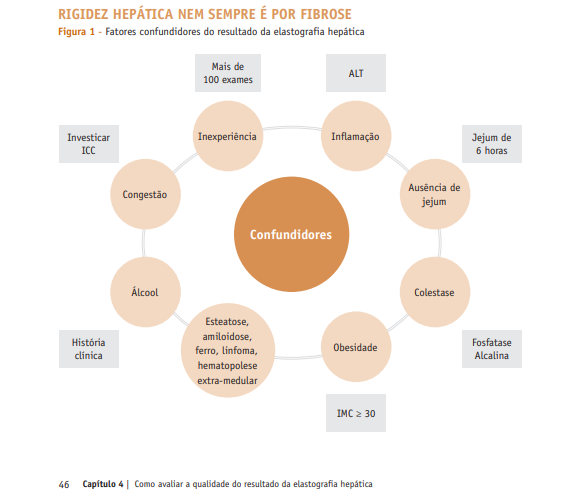 RIGIDEZ HEPÁTICA NEM SEMPRE É POR FIBROSE
Figura 1 - Fatores confundidores do resultado da elastografia hepática
Mais de
100 exames
ALT
Investicar
ICC
Inexperiência
Inflamação
Jejum de
6 horas
Congestão
Ausência de
jejum
Confundidores
Álcool
Colestase
História
clínica
Esteatose,
amiloidose,
ferro, linfoma,
hematopolese
extra-medular
Obesidade
Fosfatase
Alcalina
IMC ≥ 30
46 Capítulo 4 | Como avaliar a qualidade do resultado da elastografia hepática